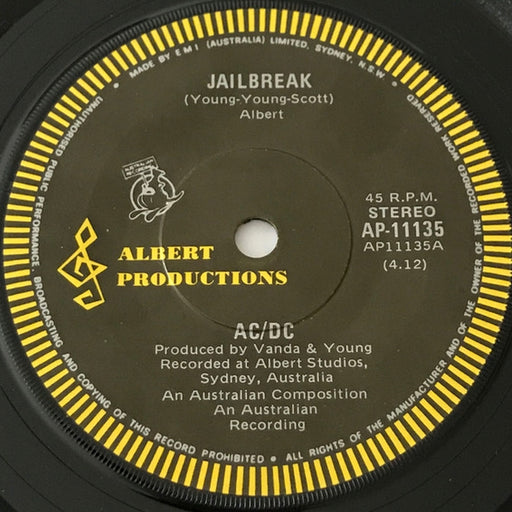 MADE BY EMI (AUSTRALIA) LIMITED, SYDNEY, N.S.W.
UNAUTHORISED PUBLIC PERFORMANCE, BROADCASTING AND COPYING OF THIS RECORD PROHIBITED • ALL RIGHTS OF THE MANUFACTURER AND OF THE OWNER OF THE RECORDED WORK RESERVED
JAILBREAK
(Young-Young-Scott)
Albert
45 R.P.M.
STEREO
AP-11135
AP11135A
(4.12)
ALBERT
PRODUCTIONS
AC/DC
Produced by Vanda & Young
Recorded at Albert Studios,
Sydney, Australia
An Australian Composition
An Australian
Recording